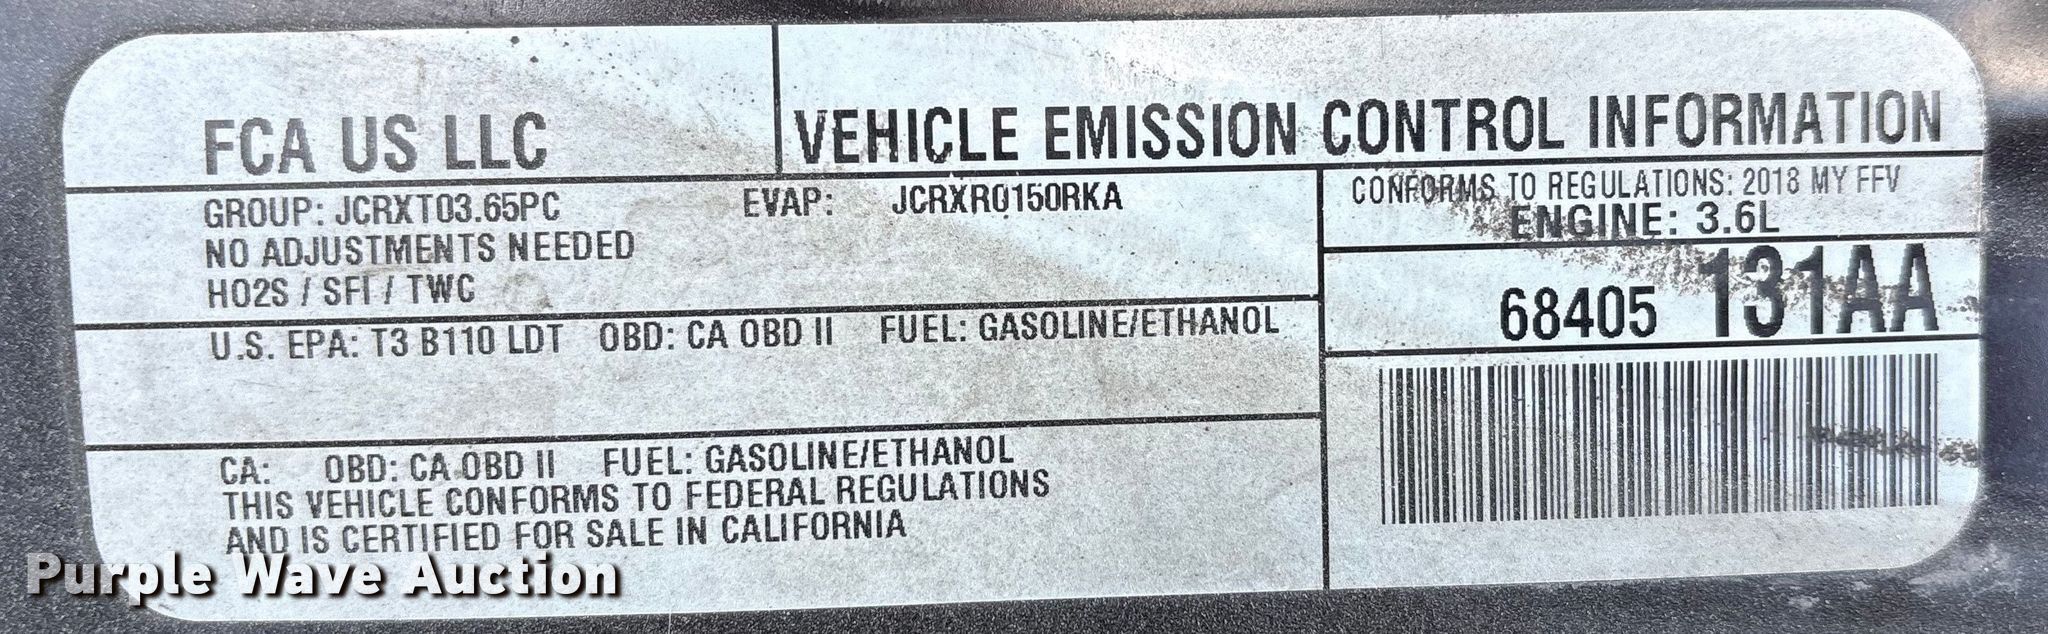 FCA US LLC
VEHICLE EMISSION CONTROL INFORMATION
GROUP: JCRXT03.65PC EVAP: JCRXR0150RKA
NO ADJUSTMENTS NEEDED
HO2S / SFI / TWC
CONFORMS TO REGULATIONS: 2018 MY FFV
ENGINE: 3.6L
68405 131AA
U.S. EPA: T3 B110 LDT OBD: CA OBD II FUEL: GASOLINE/ETHANOL
CA: OBD: CA OBD II FUEL: GASOLINE/ETHANOL
THIS VEHICLE CONFORMS TO FEDERAL REGULATIONS
AND IS CERTIFIED FOR SALE IN CALIFORNIA
Purple Wave Auction